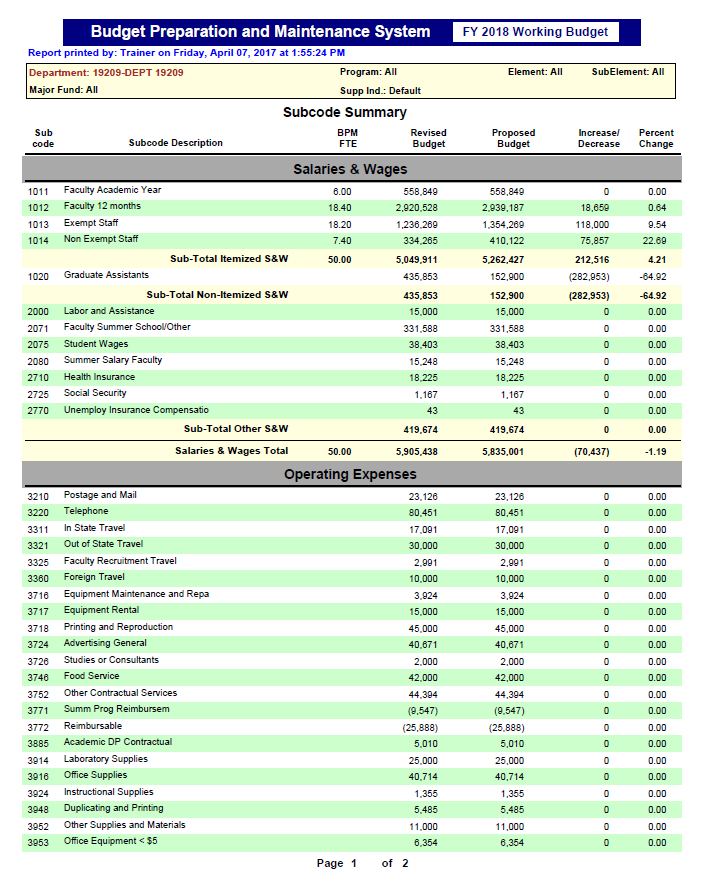 Budget Preparation and Maintenance System FY 2018 Working Budget
Report printed by: Trainer on Friday, April 07, 2017 at 1:55:24 PM
Department: 19209-DEPT 19209 Program: All Element: All SubElement: All
Major Fund: All Supp Ind.: Default
Subcode Summary
Sub BPM Revised Proposed Increase/ Percent
code Subcode Description FTE Budget Budget Decrease Change
Salaries & Wages
1011 Faculty Academic Year 6.00 558,849 558,849 0 0.00
1012 Faculty 12 months 18.40 2,920,528 2,939,187 18,659 0.64
1013 Exempt Staff 18.20 1,236,269 1,354,269 118,000 9.54
1014 Non Exempt Staff 7.40 334,265 410,122 75,857 22.69
Sub-Total Itemized S&W 50.00 5,049,911 5,262,427 212,516 4.21
1020 Graduate Assistants 435,853 152,900 (282,953) -64.92
Sub-Total Non-Itemized S&W 435,853 152,900 (282,953) -64.92
2000 Labor and Assistance 15,000 15,000 0 0.00
2071 Faculty Summer School/Other 331,588 331,588 0 0.00
2075 Student Wages 38,403 38,403 0 0.00
2080 Summer Salary Faculty 15,248 15,248 0 0.00
2710 Health Insurance 18,225 18,225 0 0.00
2725 Social Security 1,167 1,167 0 0.00
2770 Unemploy Insurance Compensatio 43 43 0 0.00
Sub-Total Other S&W 419,674 419,674 0 0.00
Salaries & Wages Total 50.00 5,905,438 5,835,001 (70,437) -1.19
Operating Expenses
3210 Postage and Mail 23,126 23,126 0 0.00
3220 Telephone 80,451 80,451 0 0.00
3311 In State Travel 17,091 17,091 0 0.00
3321 Out of State Travel 30,000 30,000 0 0.00
3325 Faculty Recruitment Travel 2,991 2,991 0 0.00
3360 Foreign Travel 10,000 10,000 0 0.00
3716 Equipment Maintenance and Repa 3,924 3,924 0 0.00
3717 Equipment Rental 15,000 15,000 0 0.00
3718 Printing and Reproduction 45,000 45,000 0 0.00
3724 Advertising General 40,671 40,671 0 0.00
3726 Studies or Consultants 2,000 2,000 0 0.00
3746 Food Service 42,000 42,000 0 0.00
3752 Other Contractual Services 44,394 44,394 0 0.00
3771 Summ Prog Reimbursem (9,547) (9,547) 0 0.00
3772 Reimbursable (25,888) (25,888) 0 0.00
3885 Academic DP Contractual 5,010 5,010 0 0.00
3914 Laboratory Supplies 25,000 25,000 0 0.00
3916 Office Supplies 40,714 40,714 0 0.00
3924 Instructional Supplies 1,355 1,355 0 0.00
3948 Duplicating and Printing 5,485 5,485 0 0.00
3952 Other Supplies and Materials 11,000 11,000 0 0.00
3953 Office Equipment < $5 6,354 6,354 0 0.00
Page 1 of 2